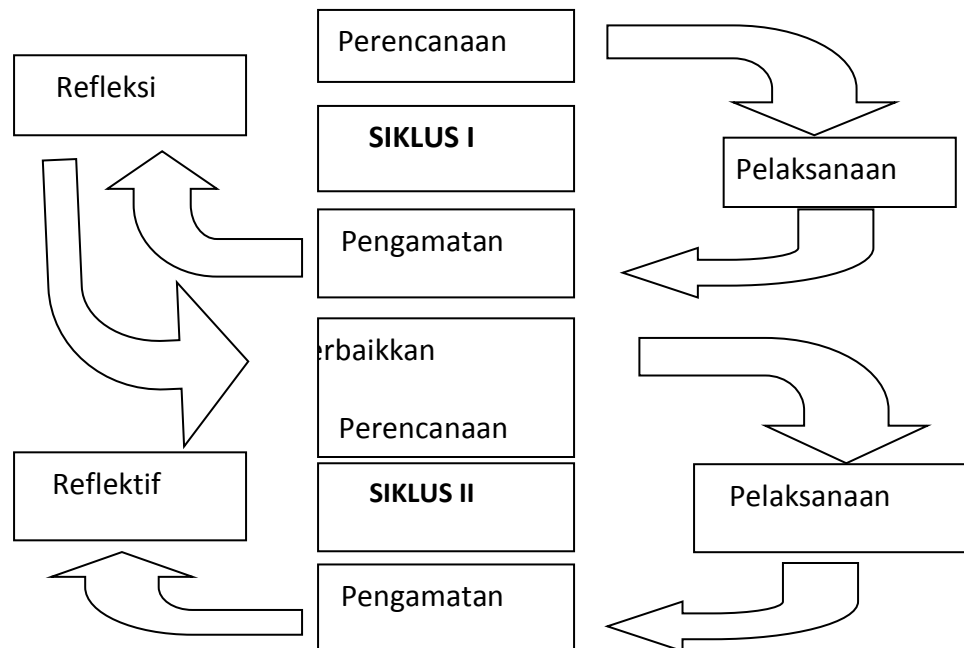 Perencanaan
Refleksi
SIKLUS I
Pelaksanaan
Pengamatan
erbaikkan
Perencanaan
Reflektif
SIKLUS II
Pelaksanaan
Pengamatan